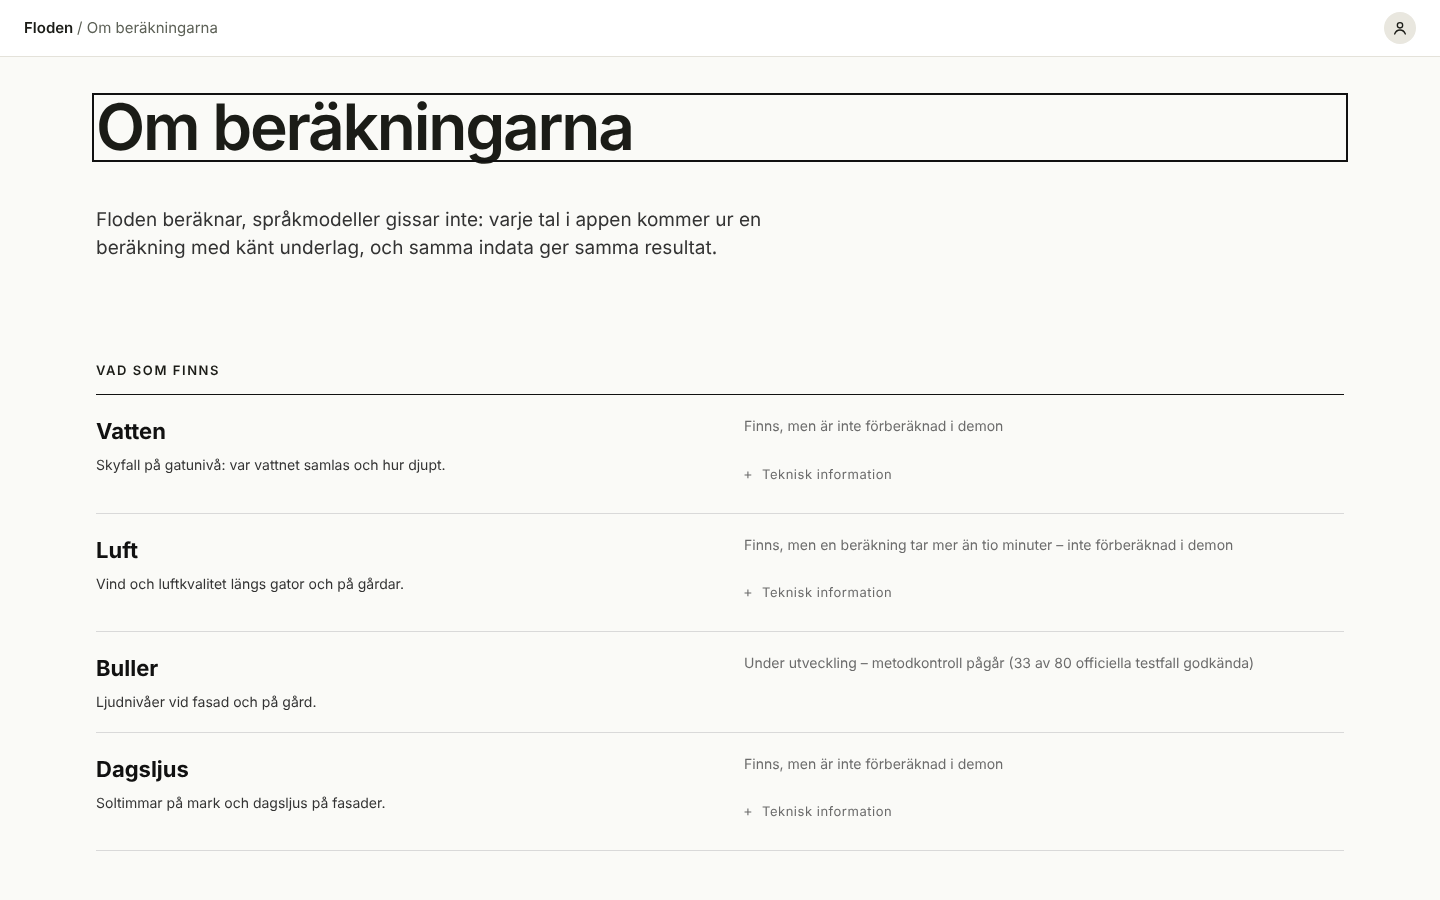 Floden / Om beräkningarna
Om beräkningarna
Floden beräknar, språkmodeller gissar inte: varje tal i appen kommer ur en
beräkning med känt underlag, och samma indata ger samma resultat.
VAD SOM FINNS
Vatten
Skyfall på gatunivå: var vattnet samlas och hur djupt.
Finns, men är inte förberäknad i demon
+ Teknisk information
Luft
Vind och luftkvalitet längs gator och på gårdar.
Finns, men en beräkning tar mer än tio minuter – inte förberäknad i demon
+ Teknisk information
Buller
Ljudnivåer vid fasad och på gård.
Under utveckling – metodkontroll pågår (33 av 80 officiella testfall godkända)
Dagsljus
Soltimmar på mark och dagsljus på fasader.
Finns, men är inte förberäknad i demon
+ Teknisk information